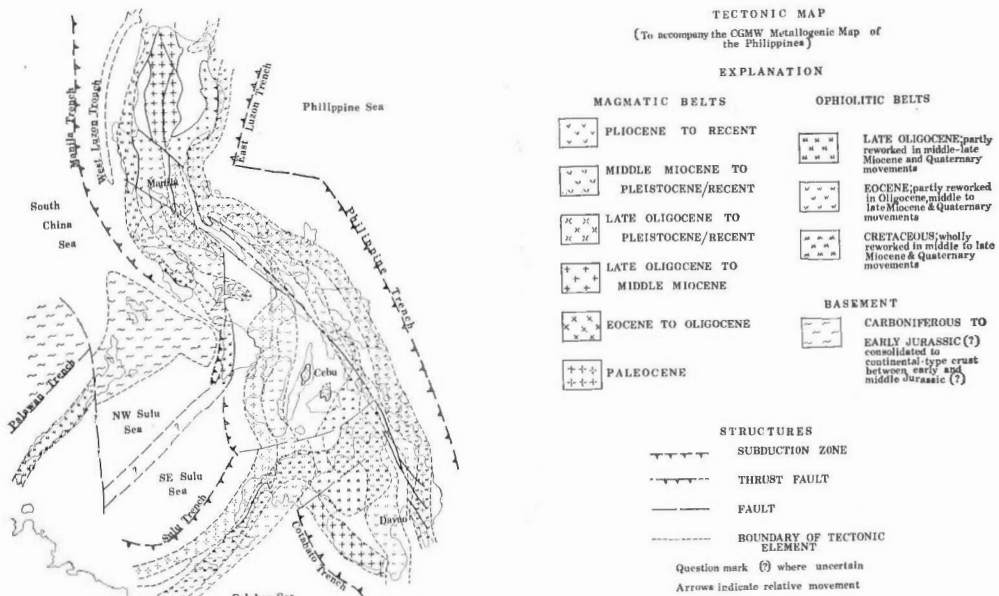 TECTONIC MAP
(To accompany the CGMW Metallogenic Map of
the Philippines)
EXPLANATION
MAGMATIC BELTS
PLIOCENE TO RECENT
MIDDLE MIOCENE TO
PLEISTOCENE/RECENT
LATE OLIGOCENE TO
PLEISTOCENE/RECENT
LATE OLIGOCENE TO
MIDDLE MIOCENE
EOCENE TO OLIGOCENE
PALEOCENE
OPHIOLITIC BELTS
LATE OLIGOCENE; partly
reworked in middle-late
Miocene and Quaternary
movements
EOCENE; partly reworked
in Oligocene, middle to
late Miocene & Quaternary
movements
CRETACEOUS; wholly
reworked in middle to late
Miocene & Quaternary
movements
BASEMENT
CARBONIFEROUS TO
EARLY JURASSIC (?)
consolidated to
continental-type crust
between early and
middle Jurassic (?)
STRUCTURES
SUBDUCTION ZONE
THRUST FAULT
FAULT
BOUNDARY OF TECTONIC
ELEMENT
Question mark (?) where uncertain
Arrows indicate relative movement
Manila Trench
West Luzon Trough
East Luzon Trench
Philippine Sea
Manila
South
China
Sea
Philippine Trench
Palawan Trench
NW Sulu
Sea
?
?
SE Sulu
Sea
Sulu Trench
Cebu
Davao
Cotabato Trench